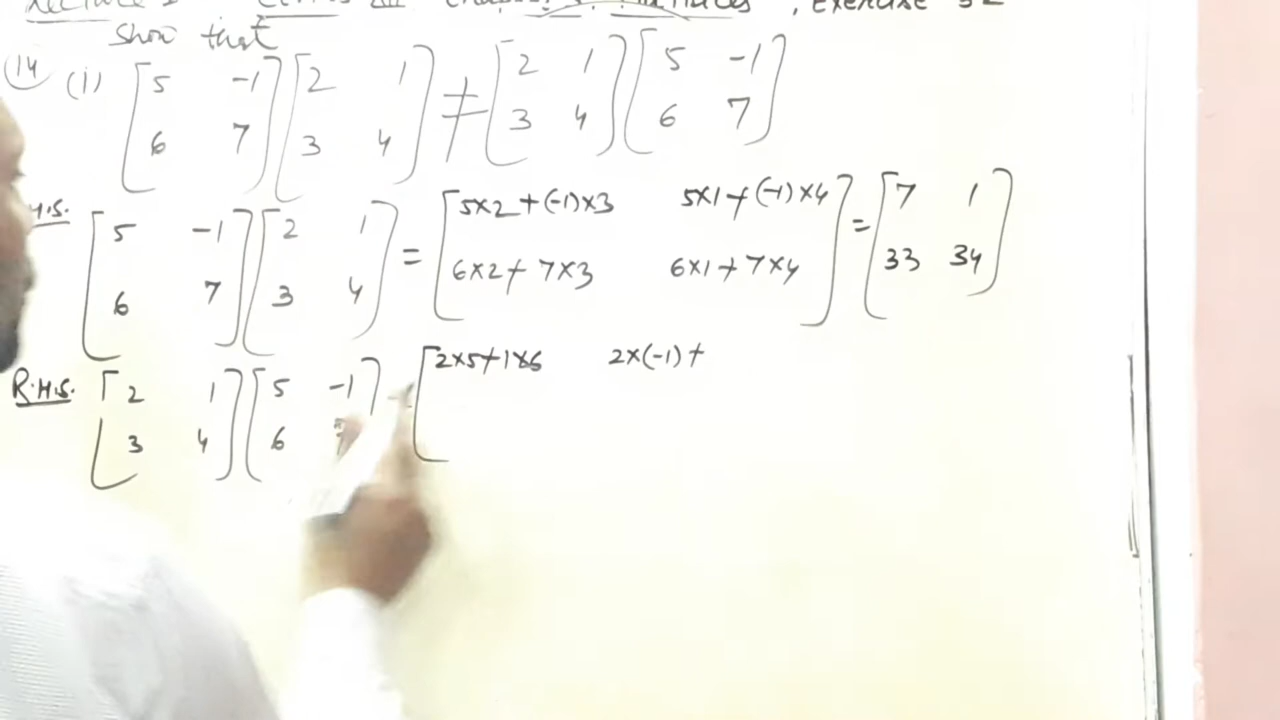 , Exercise
Show that
(14) (i) [5 -1 [2 1 ≠ [2 1 [5 -1
6 7] 3 4] 3 4] 6 7]
H.S. [5 -1 [2 1 = [5×2+(-1)×3 5×1+(-1)×4 = [7 1
6 7] 3 4] 6×2+7×3 6×1+7×4] 33 34]
R.H.S. [2 1 [5 -1 [2×5+1×6 2×(-1)+
3 4] 6